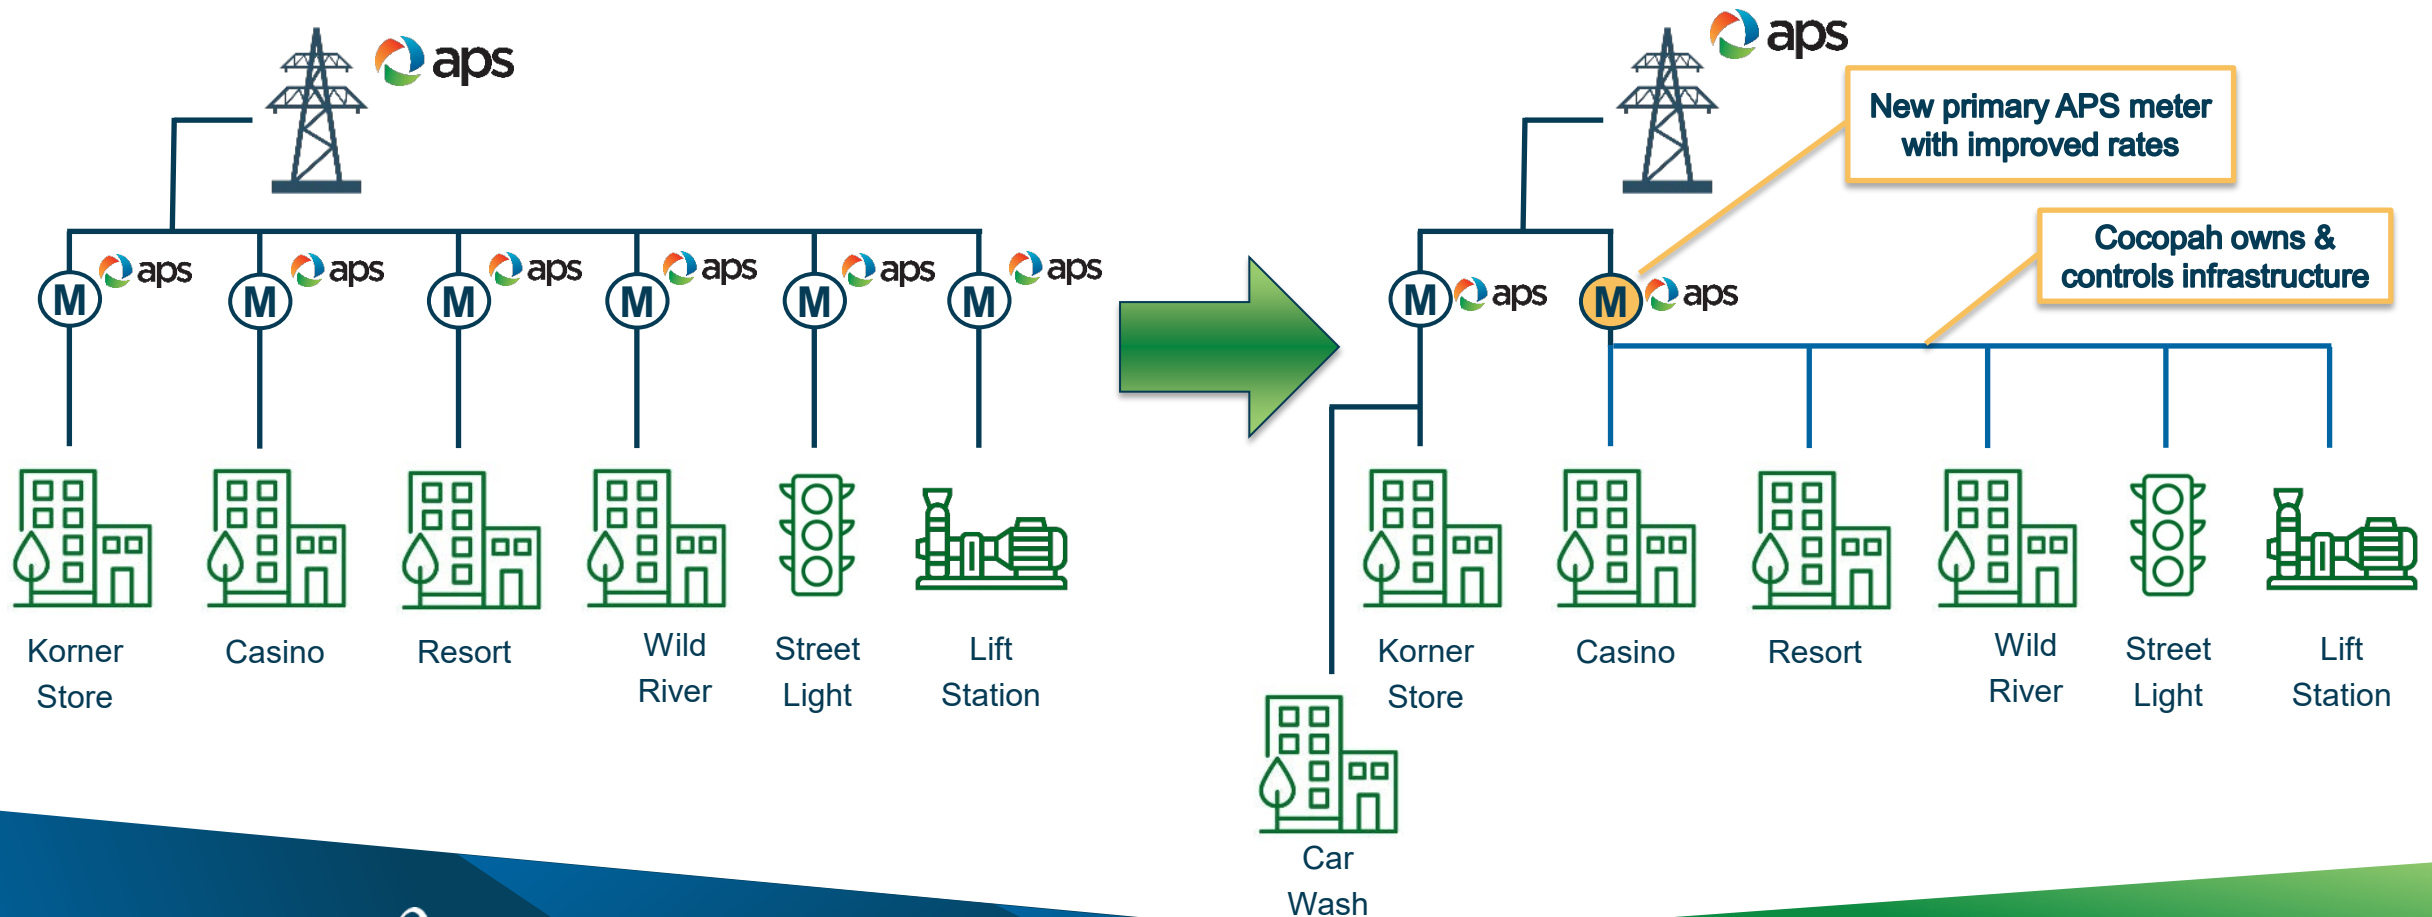 aps
aps
aps
aps
aps
aps
aps
M
M
M
M
M
M
Korner
Store
Casino
Resort
Wild
River
Street
Light
Lift
Station
aps
New primary APS meter
with improved rates
Cocopah owns &
controls infrastructure
M
aps
M
aps
Korner
Store
Casino
Resort
Wild
River
Street
Light
Lift
Station
Car
Wash